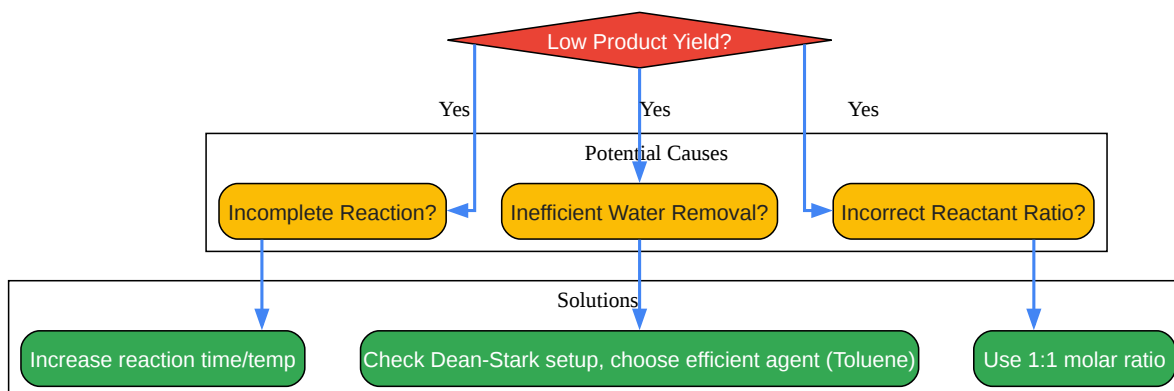 Low Product Yield?
Yes
Yes
Yes
Potential Causes
Incomplete Reaction?
Inefficient Water Removal?
Incorrect Reactant Ratio?
Solutions
Increase reaction time/temp
Check Dean-Stark setup, choose efficient agent (Toluene)
Use 1:1 molar ratio